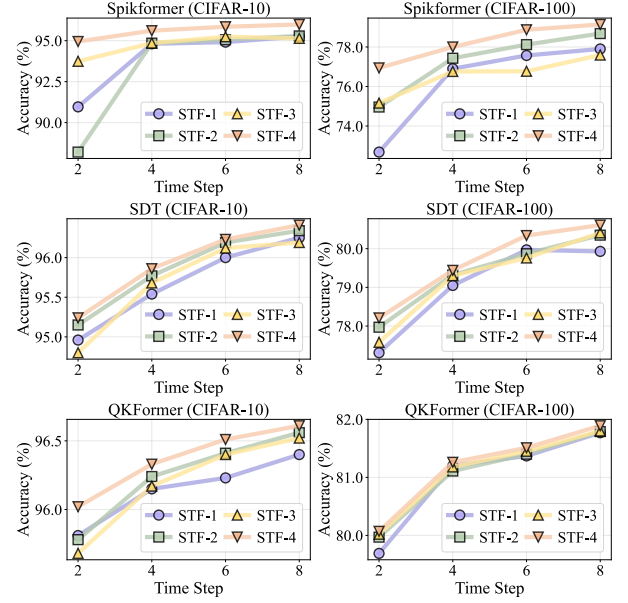 Spikformer (CIFAR-10)
Accuracy (%)
95.0
92.5
90.0
STF-1
STF-3
STF-2
STF-4
2
4
6
8
Time Step
Spikformer (CIFAR-100)
Accuracy (%)
78.0
76.0
74.0
STF-1
STF-3
STF-2
STF-4
2
4
6
8
Time Step
SDT (CIFAR-10)
Accuracy (%)
96.0
95.5
95.0
STF-1
STF-3
STF-2
STF-4
2
4
6
8
Time Step
SDT (CIFAR-100)
Accuracy (%)
80.0
79.0
78.0
STF-1
STF-3
STF-2
STF-4
2
4
6
8
Time Step
QKFormer (CIFAR-10)
Accuracy (%)
96.5
96.0
STF-1
STF-3
STF-2
STF-4
2
4
6
8
Time Step
QKFormer (CIFAR-100)
Accuracy (%)
82.0
81.0
80.0
STF-1
STF-3
STF-2
STF-4
2
4
6
8
Time Step